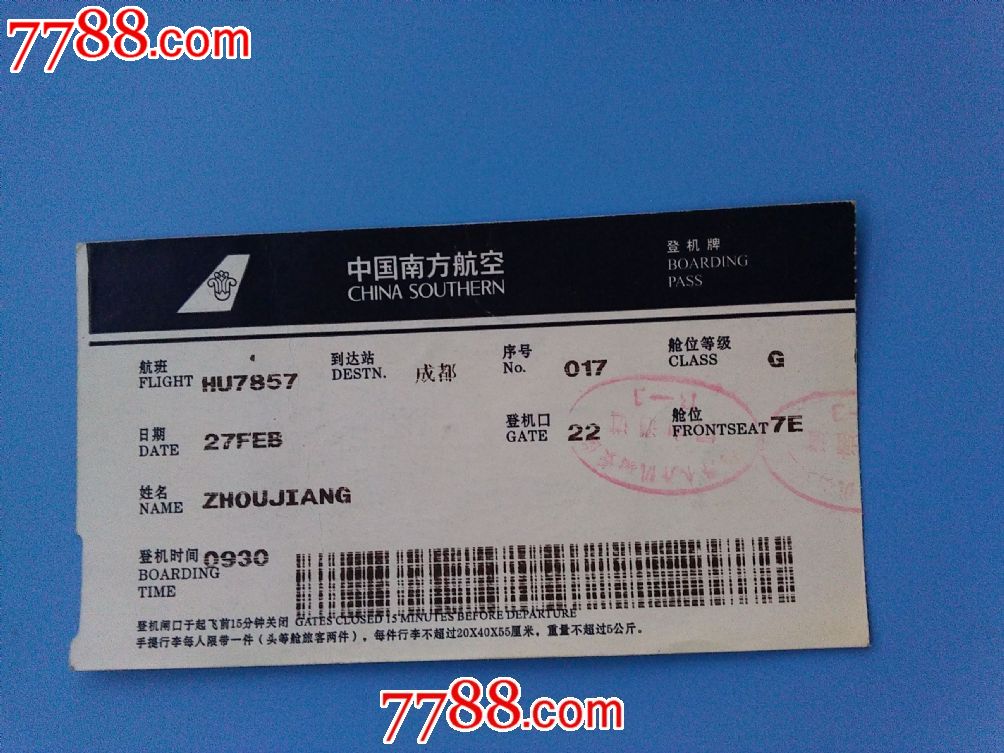 7788.com
中国南方航空
CHINA SOUTHERN
登机牌
BOARDING
PASS
航班
FLIGHT HU7857
到达站
DESTN. 成都
序号
No. 017
舱位等级
CLASS G
日期
DATE 27FEB
登机口
GATE 22
舱位
FRONTSEAT 7E
姓名
NAME ZHOUJIANG
登机时间 0930
BOARDING
TIME
登机闸口于起飞前15分钟关闭 GATES CLOSED 15 MINUTES BEFORE DEPARTURE
手提行李每人限带一件（头等舱旅客两件），每件行李不超过20X40X55厘米，重量不超过5公斤。
7788.com